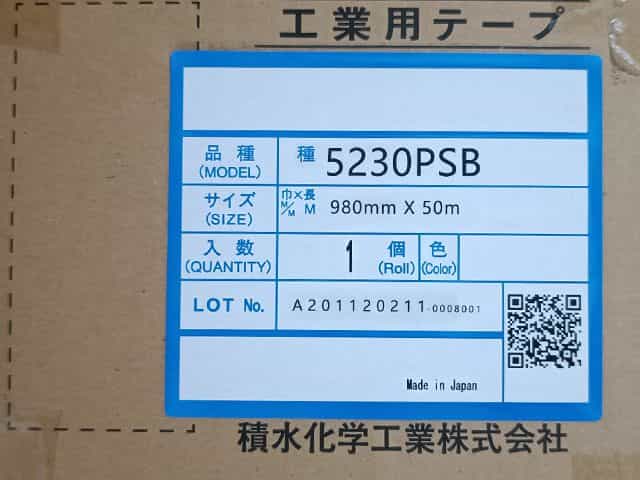 工業用テープ
品種 種 5230PSB
(MODEL)
サイズ 巾×長 980mm X 50m
(SIZE) M/M M
入数 1 個 色
(QUANTITY) (Roll) (Color)
LOT No. A201120211-0008001
Made in Japan
積水化学工業株式会社